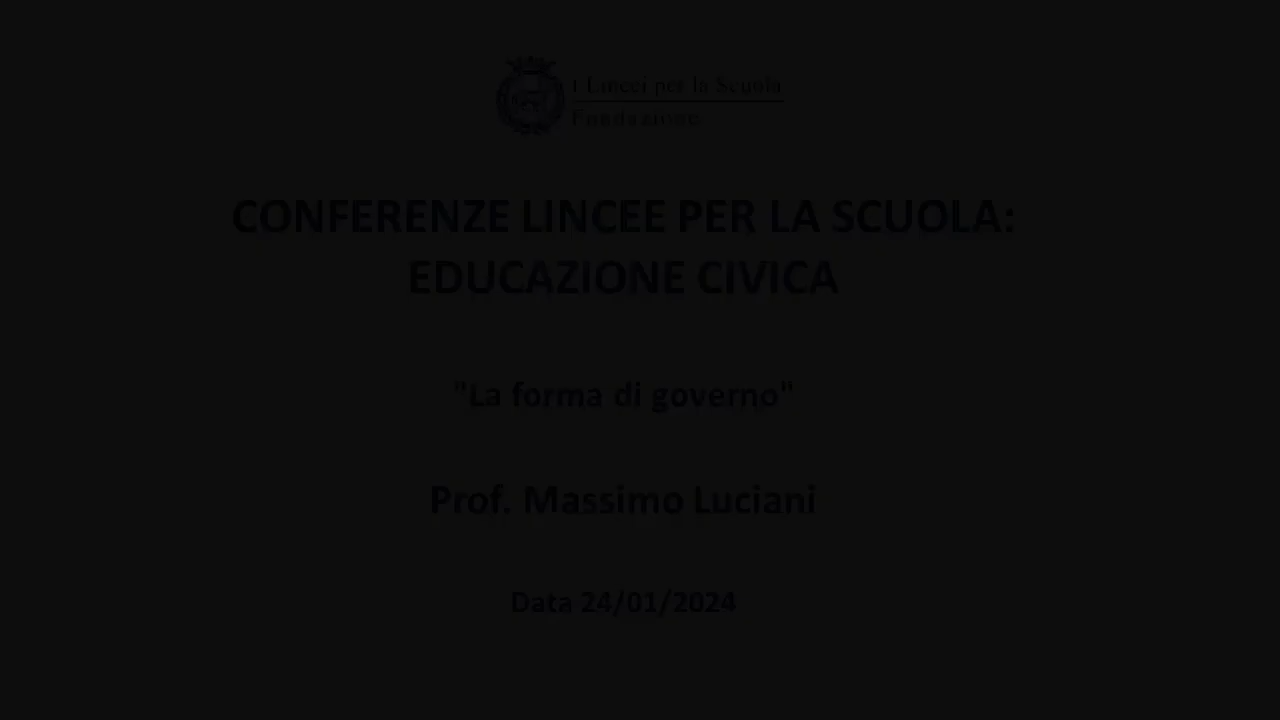 I Lincei per la Scuola
Fondazione
CONFERENZE LINCEE PER LA SCUOLA:
EDUCAZIONE CIVICA
"La forma di governo"
Prof. Massimo Luciani
Data 24/01/2024